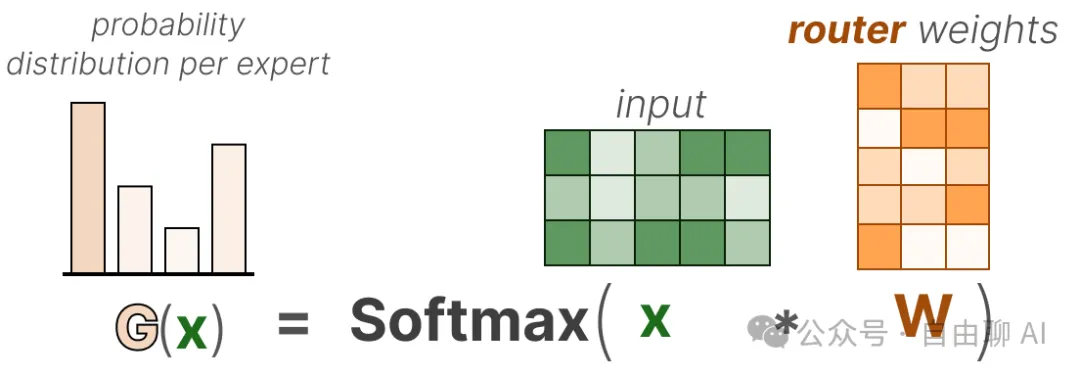 probability
distribution per expert
input
router weights
G(x) = Softmax( x * W )
公众号 · 自由聊 AI